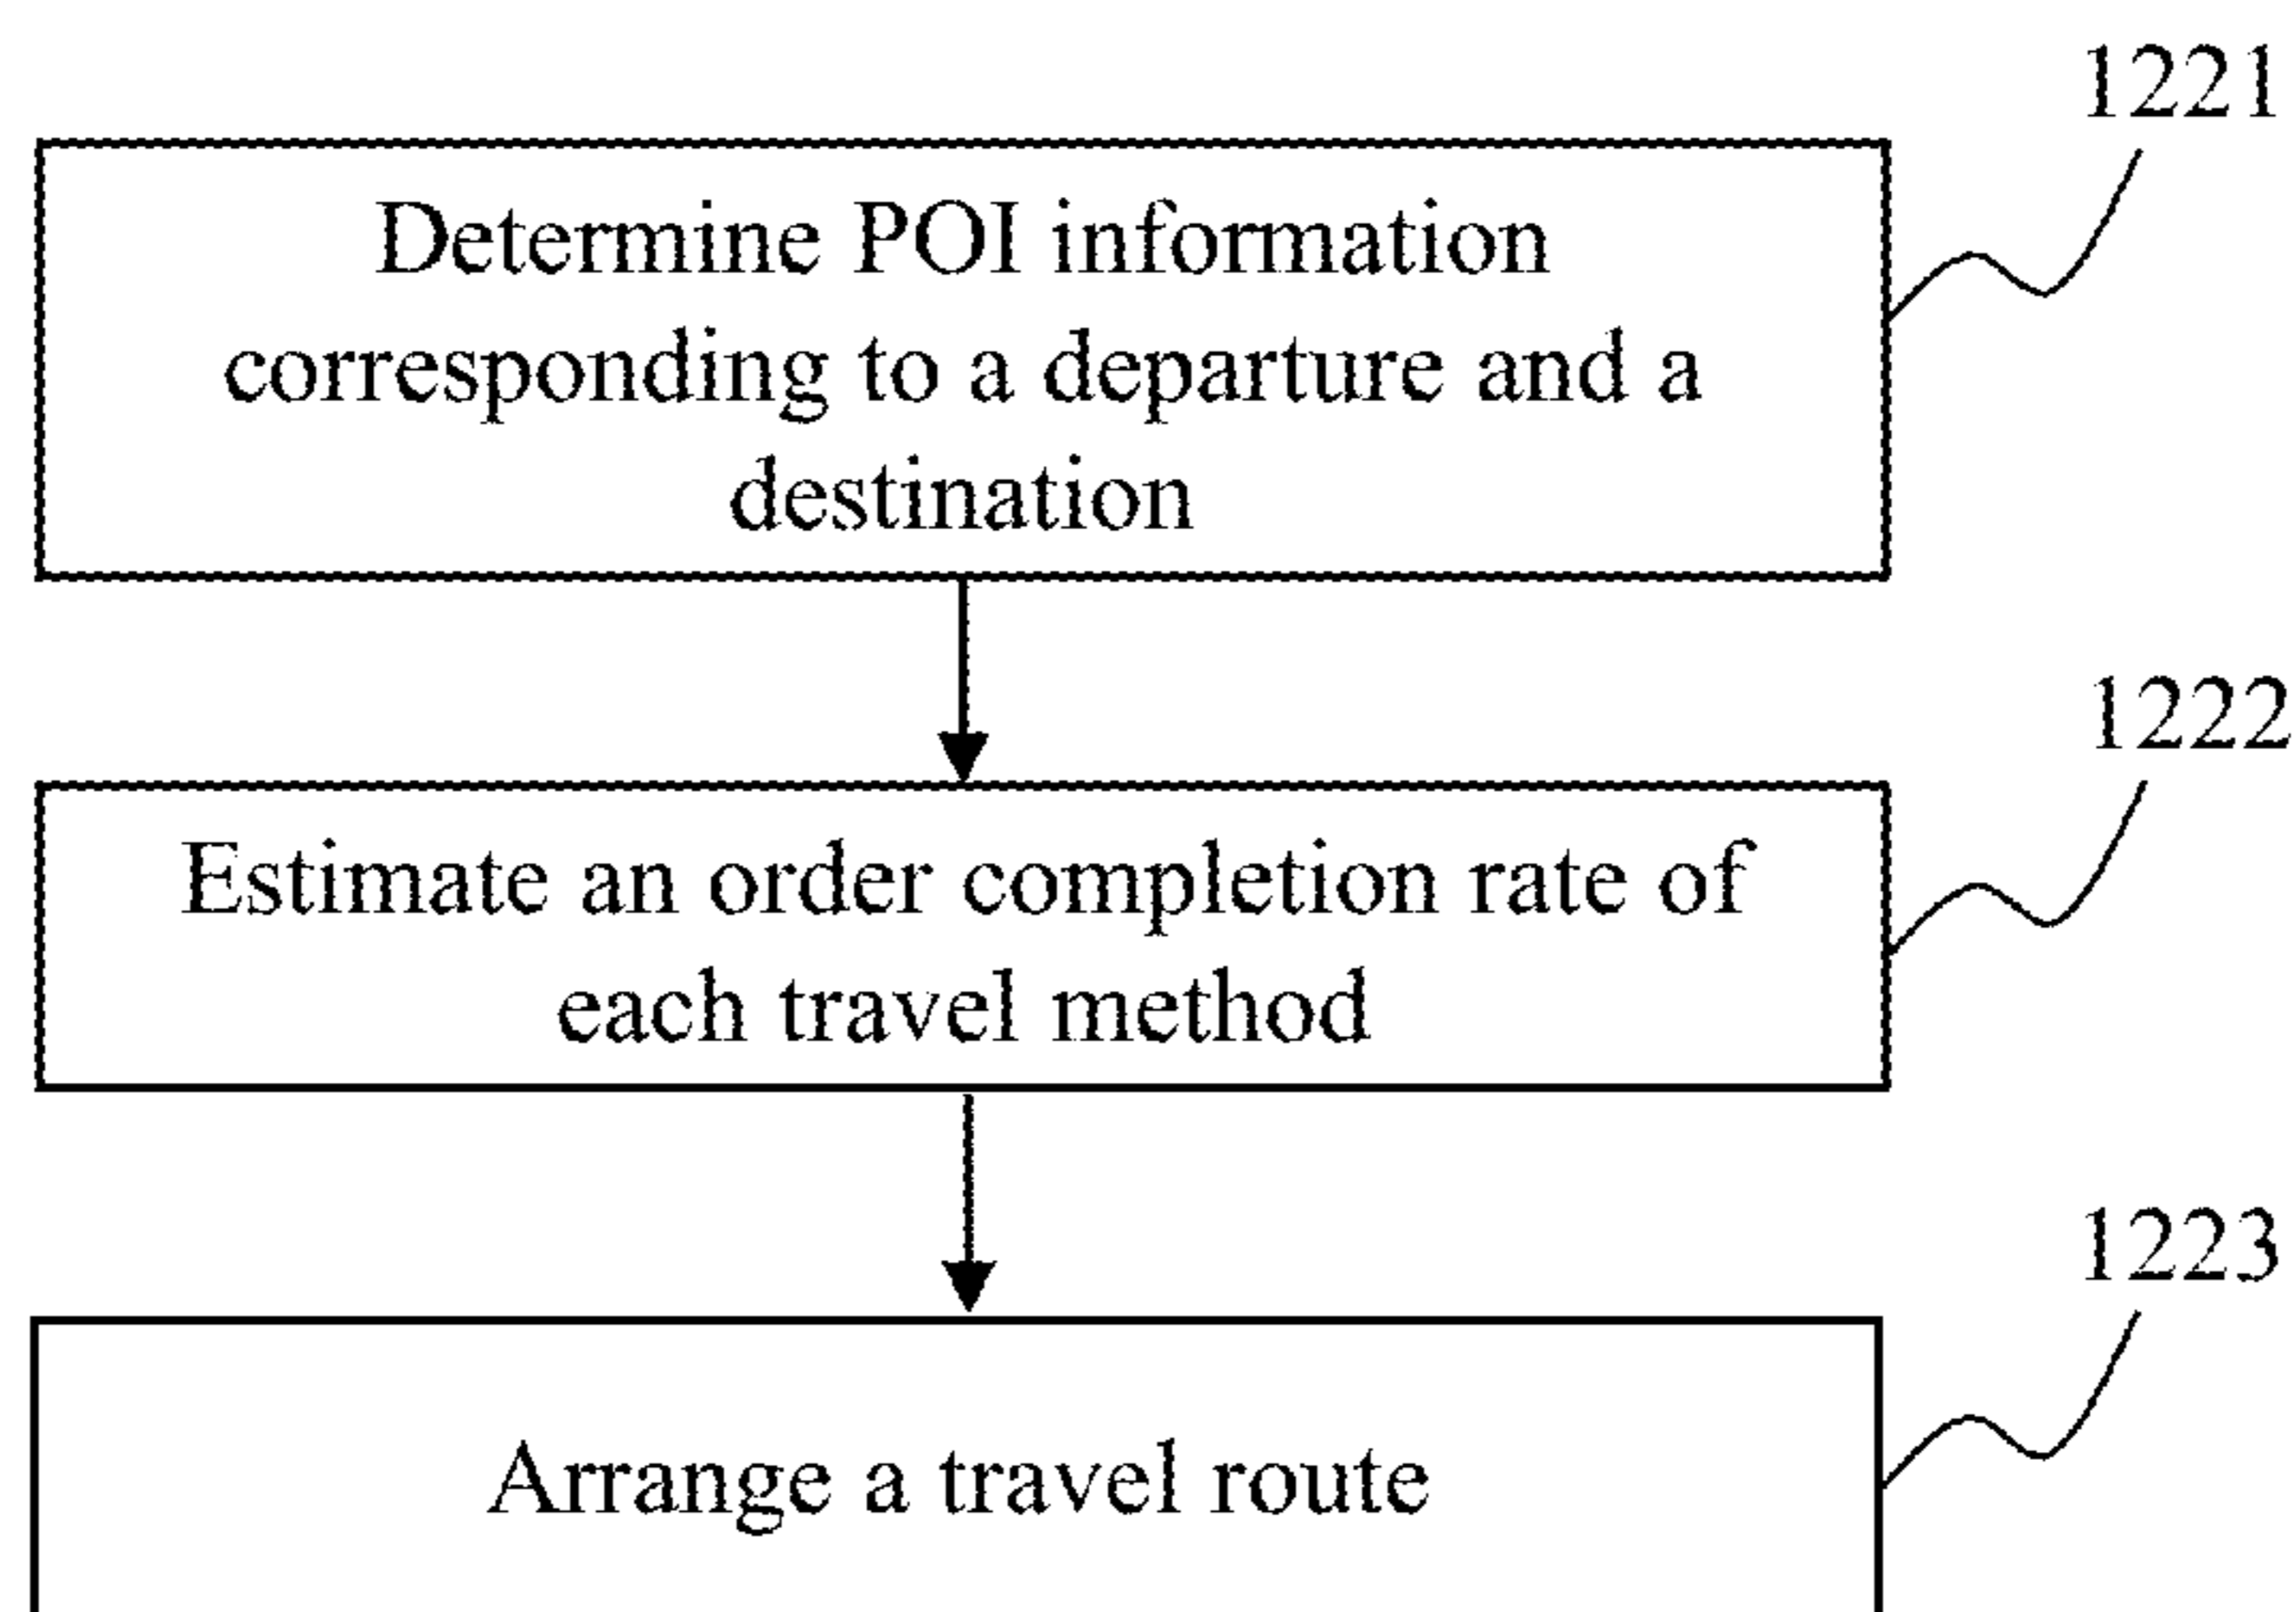 1221
Determine POI information
corresponding to a departure and a
destination
1222
Estimate an order completion rate of
each travel method
1223
Arrange a travel route